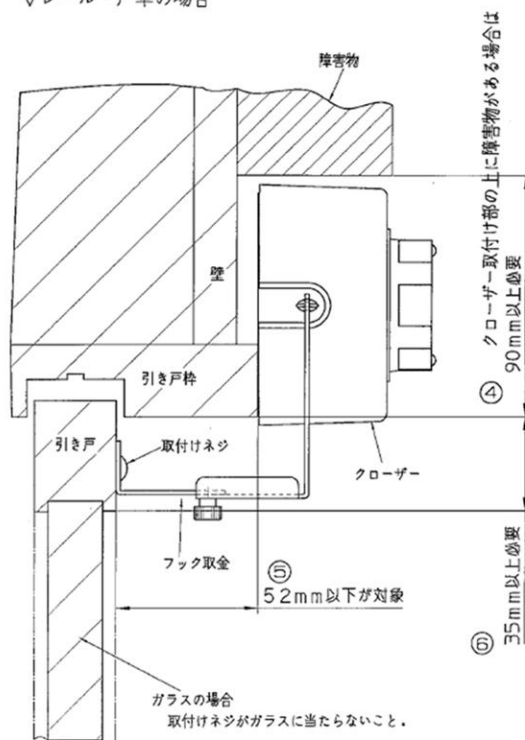 の場合
障害物
④
クローザー取付け部の上に障害物がある場合は
90mm以上必要
壁
引き戸枠
引き戸
取付けネジ
クローザー
フック取金
⑤
52mm以下が対象
⑥
35mm以上必要
ガラスの場合
取付けネジがガラスに当たらないこと.